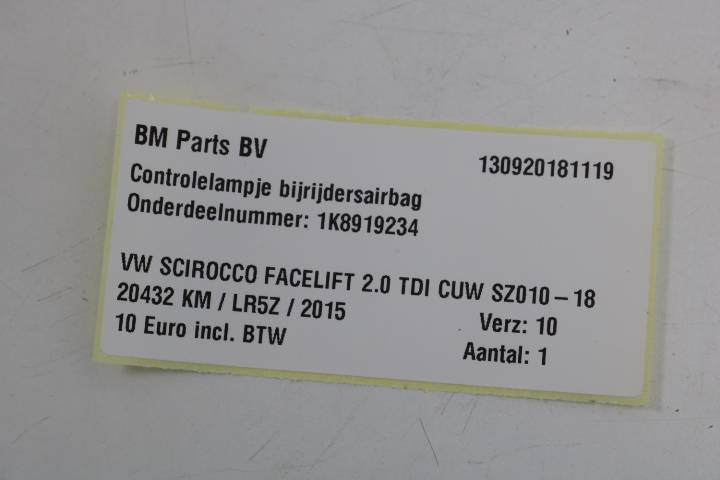 BM Parts BV 130920181119
Controlelampje bijrijdersairbag
Onderdeelnummer: 1K8919234
VW SCIROCCO FACELIFT 2.0 TDI CUW SZ010-18
20432 KM / LR5Z / 2015 Verz: 10
10 Euro incl. BTW Aantal: 1